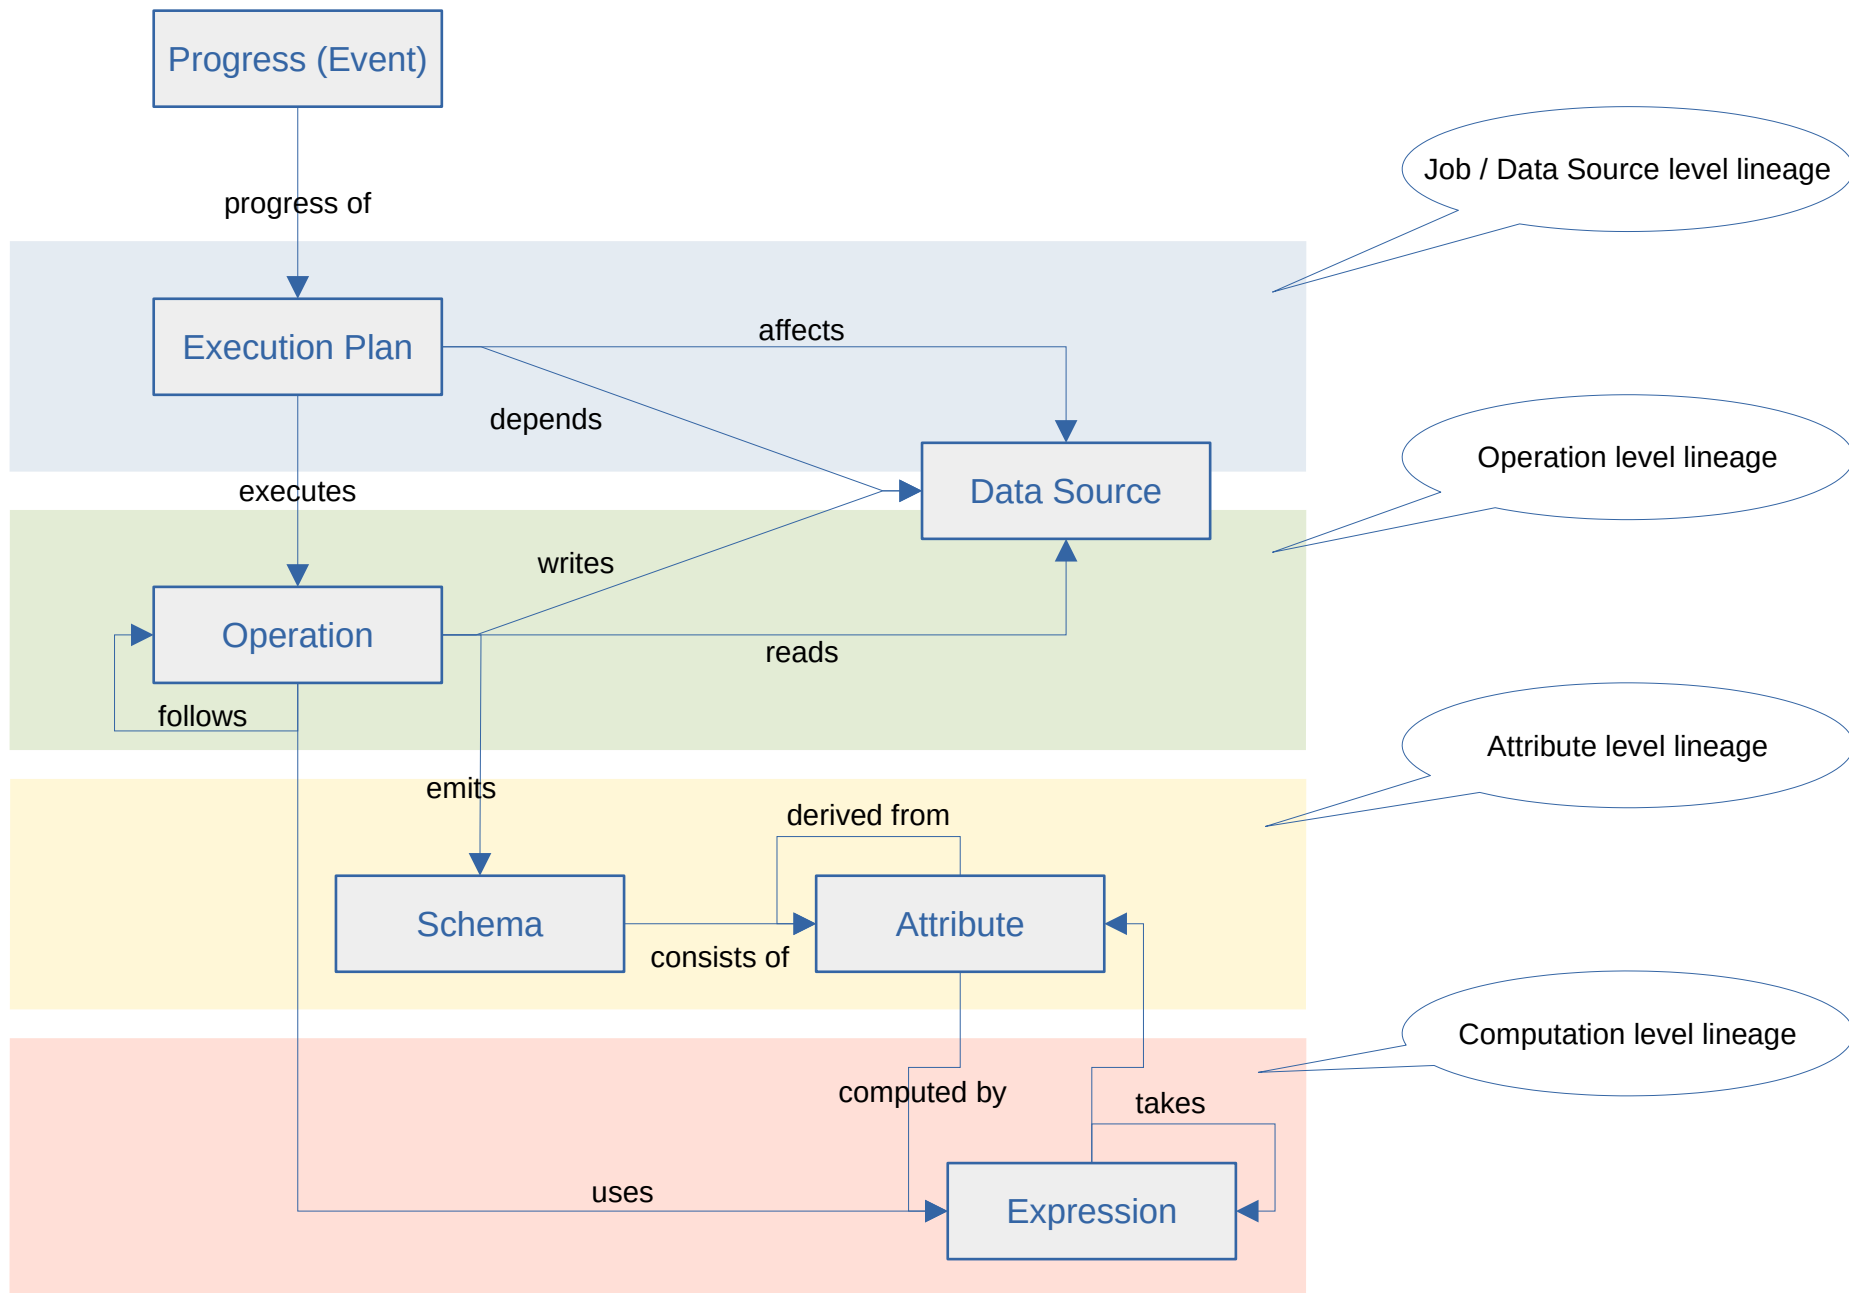 Progress (Event)
Job / Data Source level lineage
progress of
affects
Execution Plan
depends
Operation level lineage
executes
Data Source
writes
Operation
reads
follows
Attribute level lineage
emits
derived from
Schema
Attribute
consists of
Computation level lineage
computed by
takes
uses
Expression